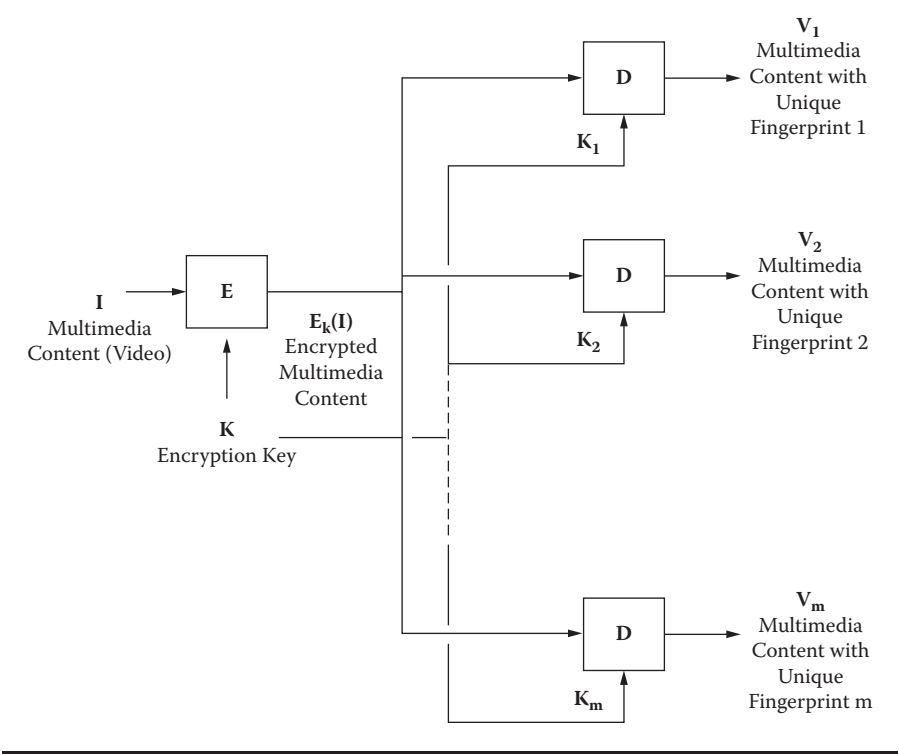 V1
Multimedia
Content with
Unique
Fingerprint 1
D
K1
V2
Multimedia
Content with
Unique
Fingerprint 2
D
K2
E
I
Multimedia
Content (Video)
Ek(I)
Encrypted
Multimedia
Content
K
Encryption Key
Vm
Multimedia
Content with
Unique
Fingerprint m
D
Km